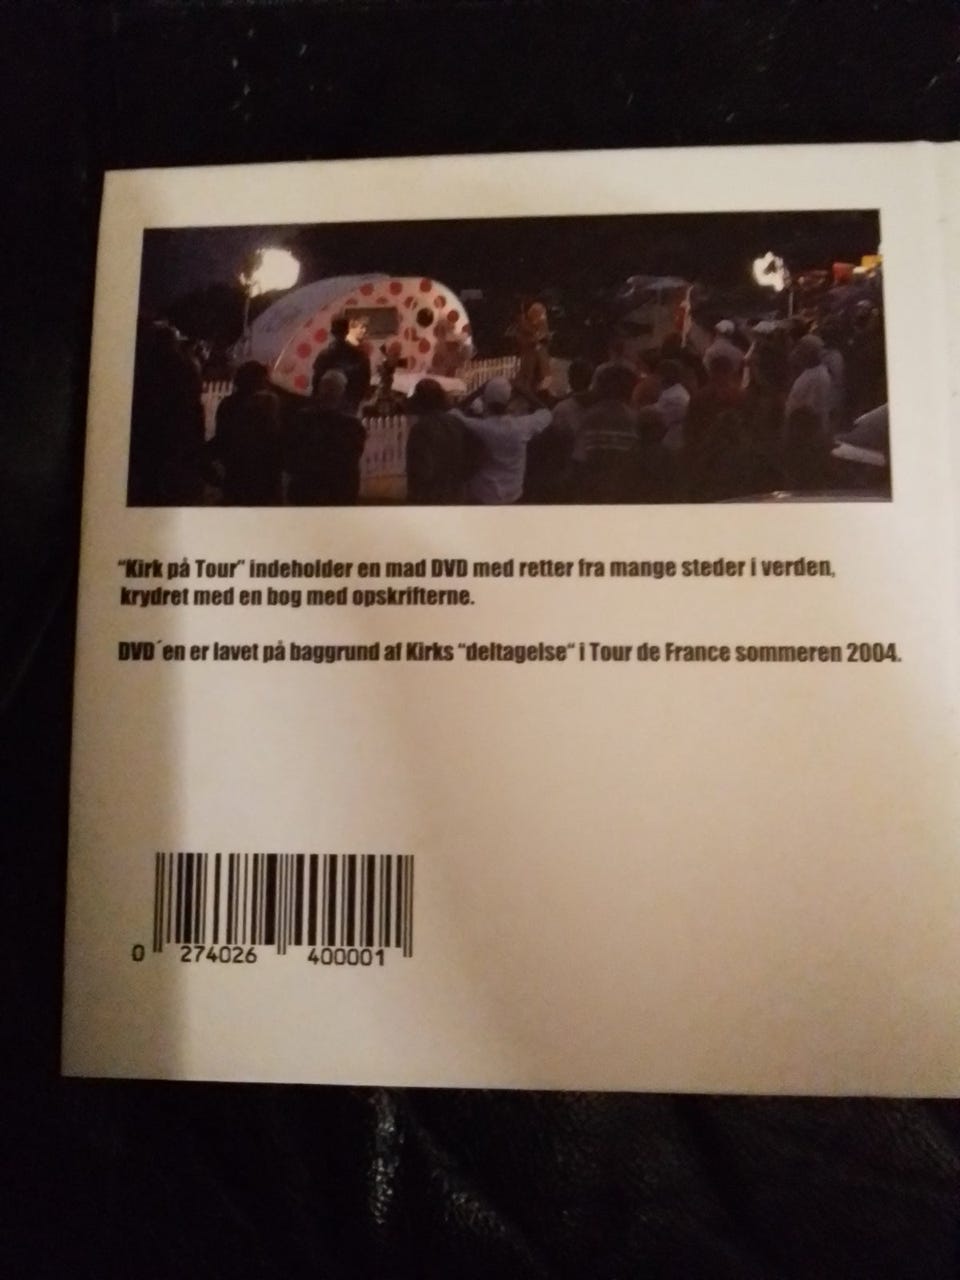 "Kirk på Tour" indeholder en mad DVD med retter fra mange steder i verden,
krydret med en bog med opskrifterne.
DVD´en er lavet på baggrund af Kirks "deltagelse" i Tour de France sommeren 2004.
0 274026 400001